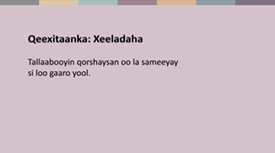 Qeexitaanka: Xeeladaha
Tallaabooyin qorshaysan oo la sameeyay
si loo gaaro yool.